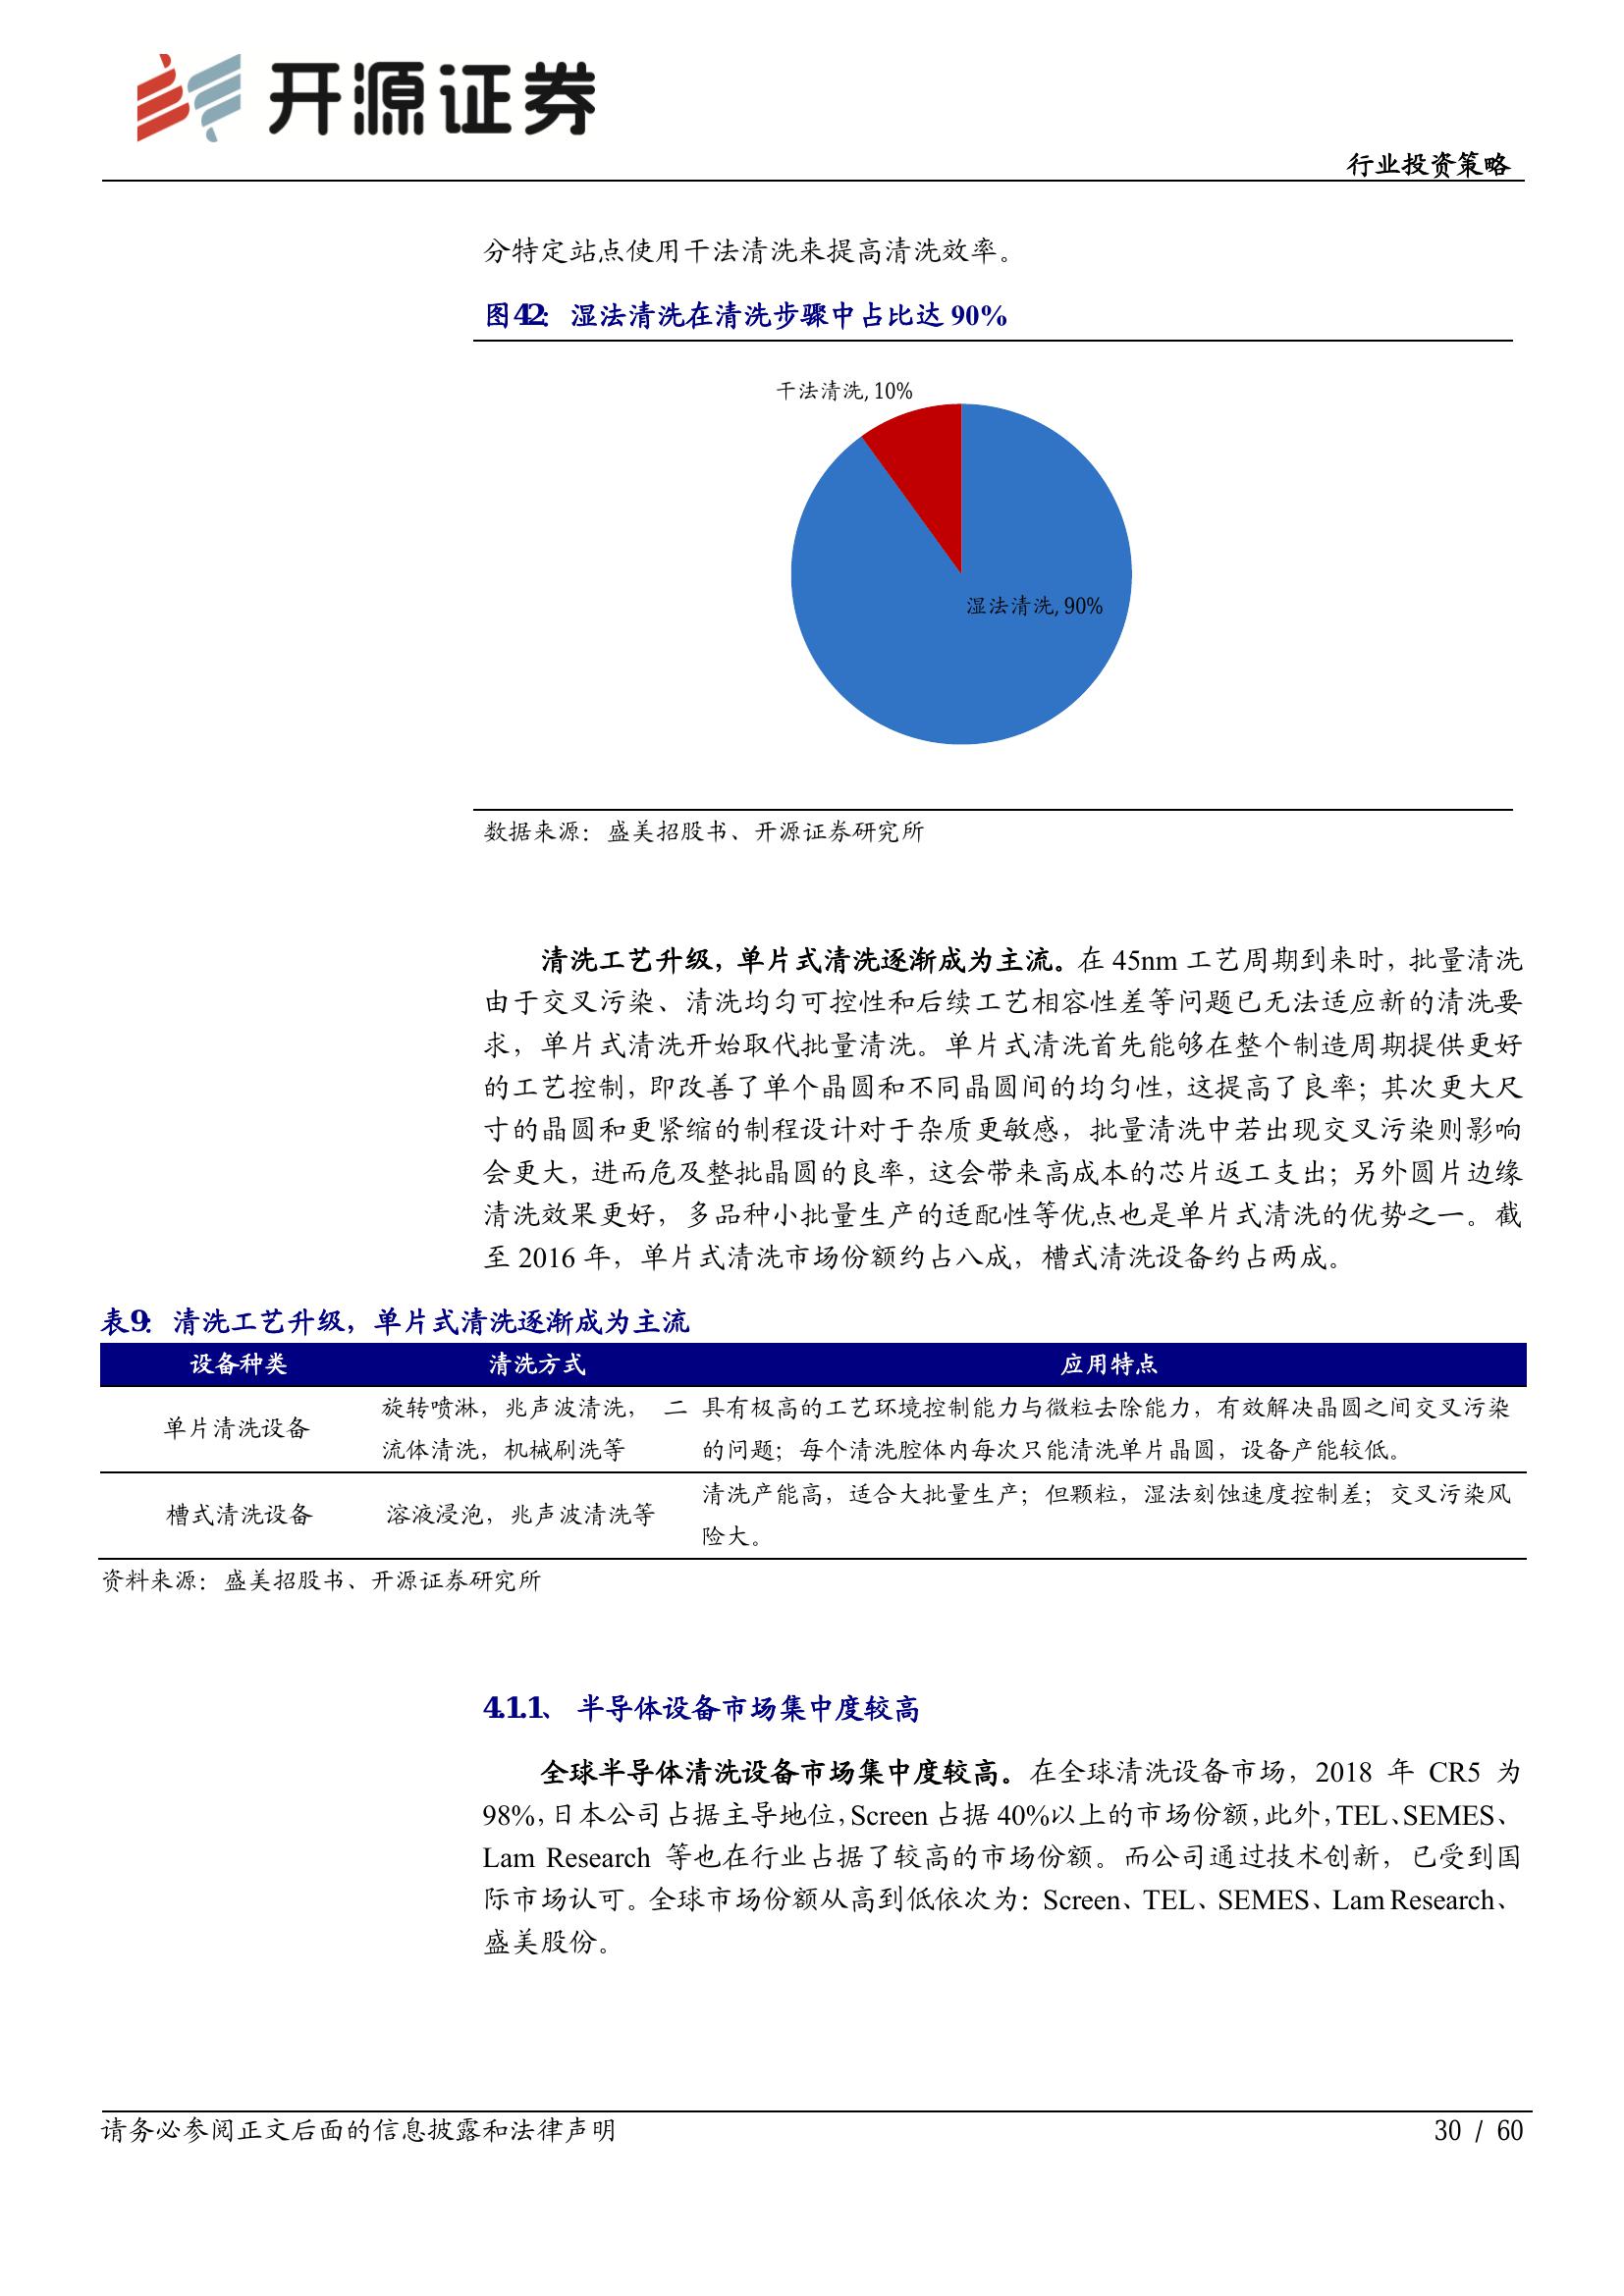 开源证券
行业投资策略
分特定站点使用干法清洗来提高清洗效率。
图42：湿法清洗在清洗步骤中占比达 90%
干法清洗, 10%
湿法清洗, 90%
数据来源：盛美招股书、开源证券研究所
清洗工艺升级，单片式清洗逐渐成为主流。在 45nm 工艺周期到来时，批量清洗
由于交叉污染、清洗均匀可控性和后续工艺相容性差等问题已无法适应新的清洗要
求，单片式清洗开始取代批量清洗。单片式清洗首先能够在整个制造周期提供更好
的工艺控制，即改善了单个晶圆和不同晶圆间的均匀性，这提高了良率；其次更大尺
寸的晶圆和更紧缩的制程设计对于杂质更敏感，批量清洗中若出现交叉污染则影响
会更大，进而危及整批晶圆的良率，这会带来高成本的芯片返工支出；另外圆片边缘
清洗效果更好，多品种小批量生产的适配性等优点也是单片式清洗的优势之一。截
至 2016 年，单片式清洗市场份额约占八成，槽式清洗设备约占两成。
表9：清洗工艺升级，单片式清洗逐渐成为主流
设备种类 清洗方式 应用特点
单片清洗设备
旋转喷淋，兆声波清洗， 二
流体清洗，机械刷洗等
具有极高的工艺环境控制能力与微粒去除能力，有效解决晶圆之间交叉污染
的问题；每个清洗腔体内每次只能清洗单片晶圆，设备产能较低。
槽式清洗设备
溶液浸泡，兆声波清洗等
清洗产能高，适合大批量生产；但颗粒，湿法刻蚀速度控制差；交叉污染风
险大。
资料来源：盛美招股书、开源证券研究所
4.1.1、 半导体设备市场集中度较高
全球半导体清洗设备市场集中度较高。在全球清洗设备市场，2018 年 CR5 为
98%，日本公司占据主导地位，Screen 占据 40%以上的市场份额，此外，TEL、SEMES、
Lam Research 等也在行业占据了较高的市场份额。而公司通过技术创新，已受到国
际市场认可。全球市场份额从高到低依次为：Screen、TEL、SEMES、Lam Research、
盛美股份。
请务必参阅正文后面的信息披露和法律声明
30 / 60